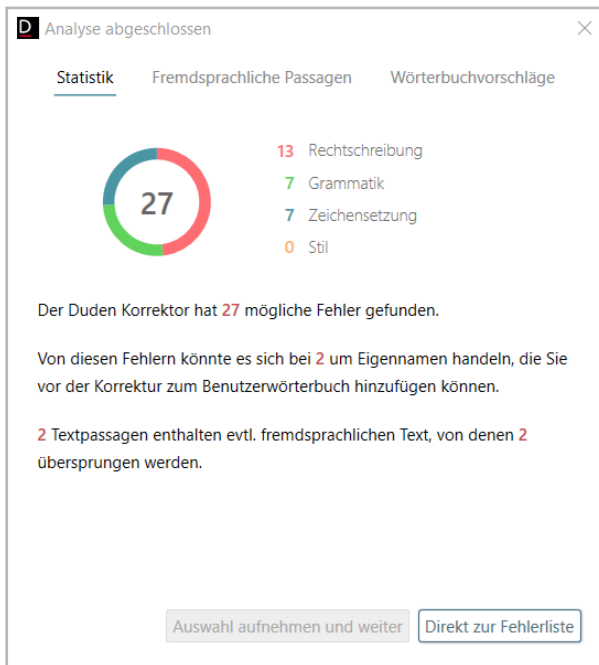 D Analyse abgeschlossen
Statistik Fremdsprachliche Passagen Wörterbuchvorschläge
27
13 Rechtschreibung
7 Grammatik
7 Zeichensetzung
0 Stil
Der Duden Korrektor hat 27 mögliche Fehler gefunden.
Von diesen Fehlern könnte es sich bei 2 um Eigennamen handeln, die Sie
vor der Korrektur zum Benutzerwörterbuch hinzufügen können.
2 Textpassagen enthalten evtl. fremdsprachlichen Text, von denen 2
übersprungen werden.
Auswahl aufnehmen und weiter Direkt zur Fehlerliste